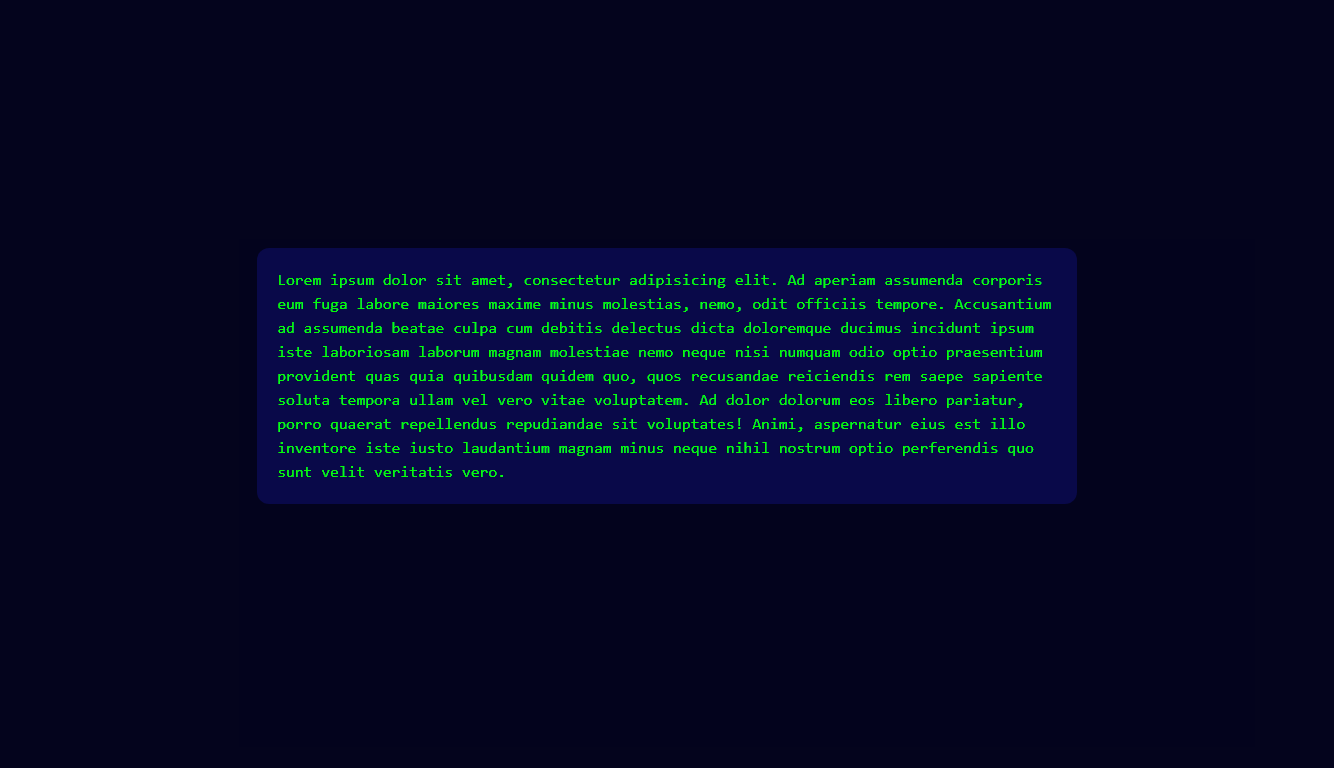 Lorem ipsum dolor sit amet, consectetur adipisicing elit. Ad aperiam assumenda corporis
eum fuga labore maiores maxime minus molestias, nemo, odit officiis tempore. Accusantium
ad assumenda beatae culpa cum debitis delectus dicta doloremque ducimus incidunt ipsum
iste laboriosam laborum magnam molestiae nemo neque nisi numquam odio optio praesentium
provident quas quia quibusdam quidem quo, quos recusandae reiciendis rem saepe sapiente
soluta tempora ullam vel vero vitae voluptatem. Ad dolor dolorum eos libero pariatur,
porro quaerat repellendus repudiandae sit voluptates! Animi, aspernatur eius est illo
inventore iste iusto laudantium magnam minus neque nihil nostrum optio perferendis quo
sunt velit veritatis vero.